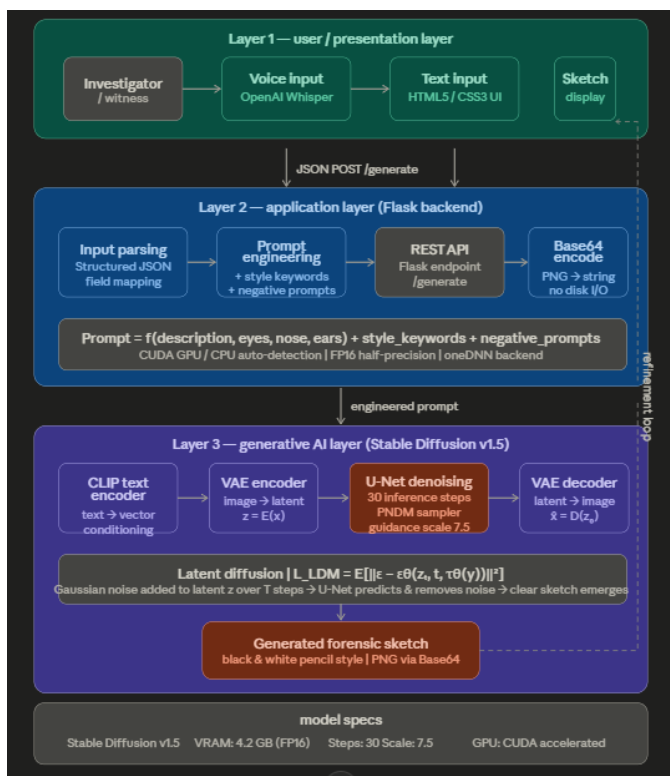 Layer 1 — user / presentation layer
Investigator
/ witness
Voice input
OpenAI Whisper
Text input
HTML5 / CSS3 UI
Sketch
display
JSON POST /generate
Layer 2 — application layer (Flask backend)
Input parsing
Structured JSON
field mapping
Prompt
engineering
+ style keywords
+ negative prompts
REST API
Flask endpoint
/generate
Base64
encode
PNG → string
no disk I/O
Prompt = f(description, eyes, nose, ears) + style_keywords + negative_prompts
CUDA GPU / CPU auto-detection | FP16 half-precision | oneDNN backend
refinement loop
engineered prompt
Layer 3 — generative AI layer (Stable Diffusion v1.5)
CLIP text
encoder
text → vector
conditioning
VAE encoder
image → latent
z = E(x)
U-Net denoising
30 inference steps
PNDM sampler
guidance scale 7.5
VAE decoder
latent → image
x̂ = D(z₀)
Latent diffusion | L_LDM = E[||ε − εθ(zₜ, t, τθ(y))||²]
Gaussian noise added to latent z over T steps → U-Net predicts & removes noise → clear sketch emerges
Generated forensic sketch
black & white pencil style | PNG via Base64
model specs
Stable Diffusion v1.5 VRAM: 4.2 GB (FP16) Steps: 30 Scale: 7.5 GPU: CUDA accelerated